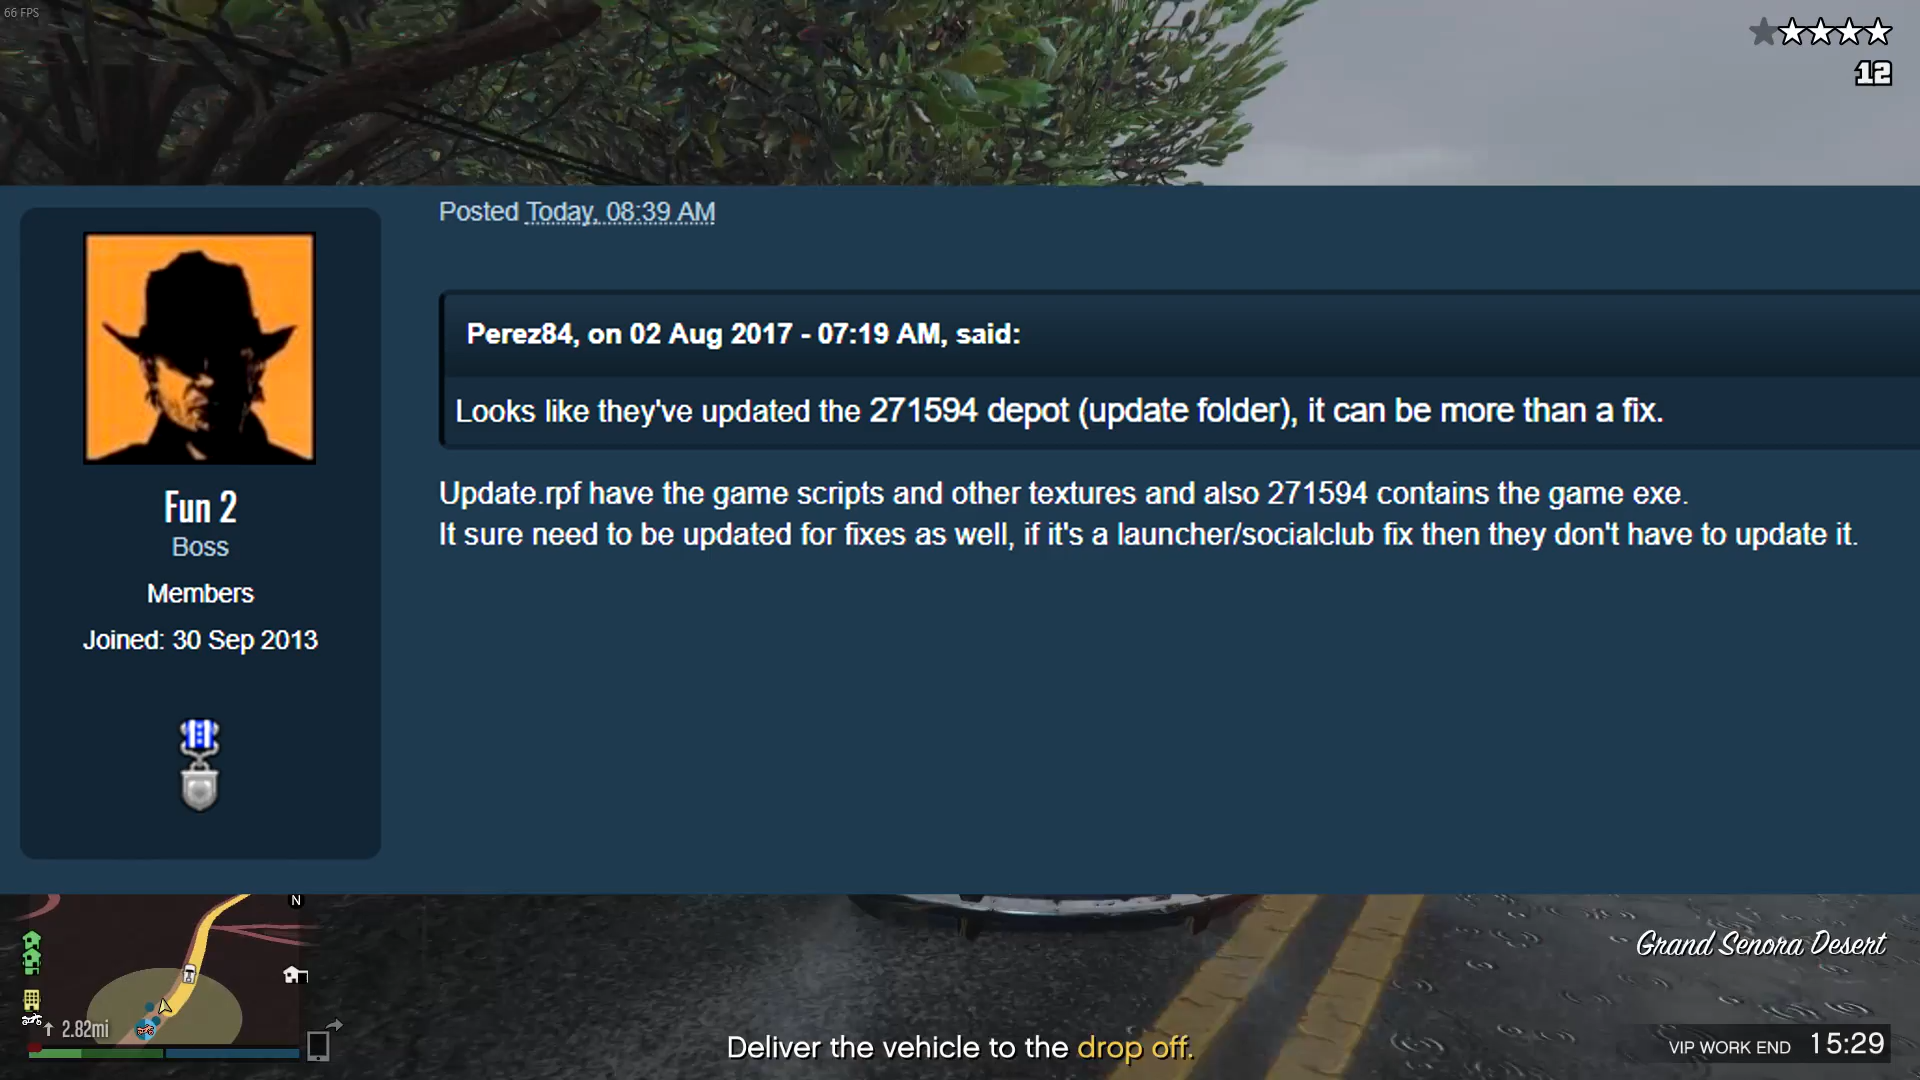 66 FPS
12
Posted Today, 08:39 AM
Perez84, on 02 Aug 2017 - 07:19 AM, said:
Looks like they've updated the 271594 depot (update folder), it can be more than a fix.
Fun 2
Boss
Members
Joined: 30 Sep 2013
Update.rpf have the game scripts and other textures and also 271594 contains the game exe.
It sure need to be updated for fixes as well, if it's a launcher/socialclub fix then they don't have to update it.
N
2.82mi
Grand Senora Desert
Deliver the vehicle to the drop off.
VIP WORK END 15:29